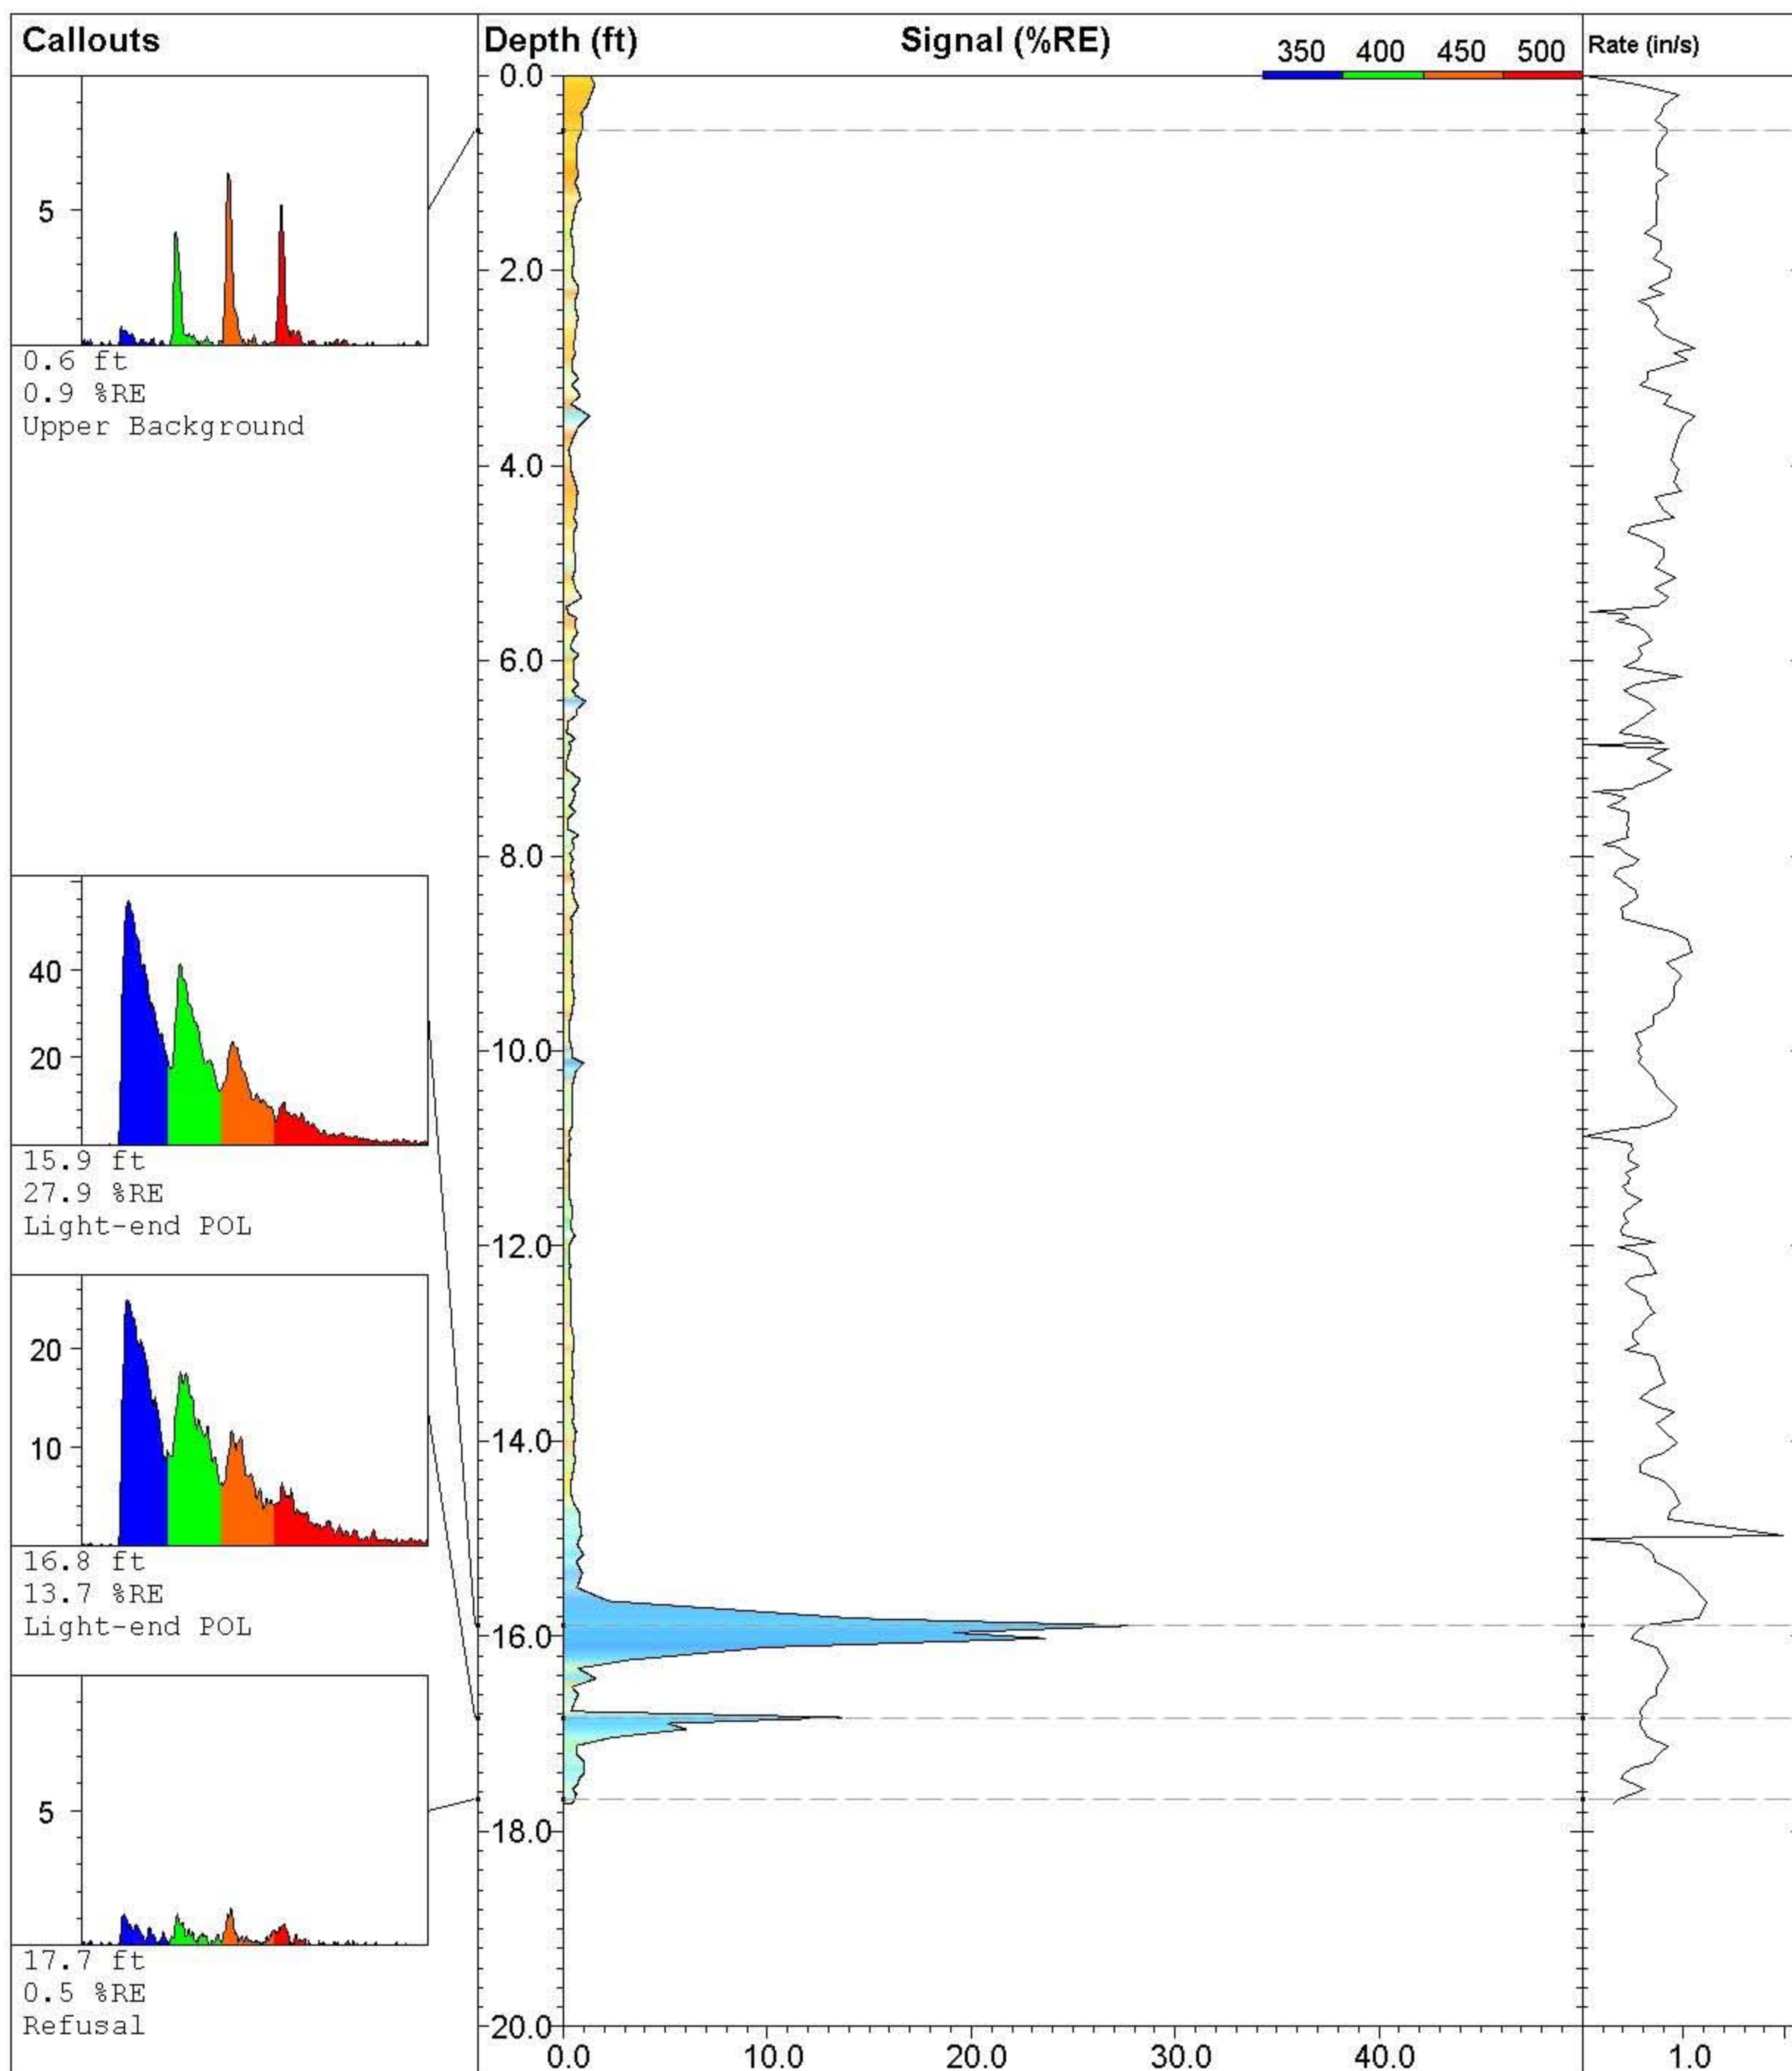 Callouts
Depth (ft)
Signal (%RE)
350 400 450 500
Rate (in/s)
5
0.6 ft
0.9 %RE
Upper Background
40
20
15.9 ft
27.9 %RE
Light-end POL
20
10
16.8 ft
13.7 %RE
Light-end POL
5
17.7 ft
0.5 %RE
Refusal
0.0
2.0
4.0
6.0
8.0
10.0
12.0
14.0
16.0
18.0
20.0
0.0 10.0 20.0 30.0 40.0
1.0